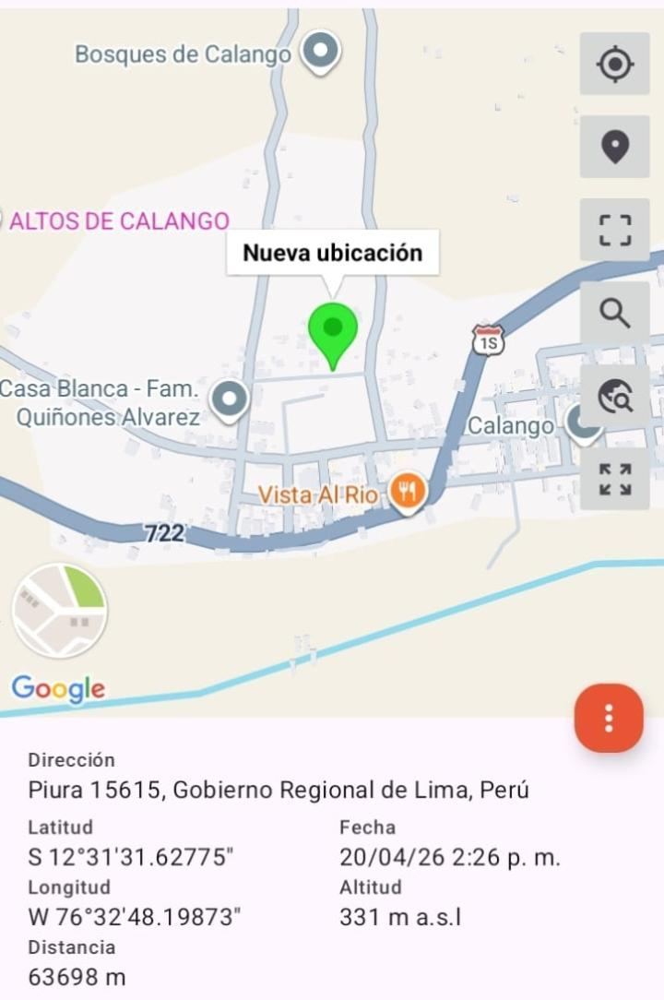 Bosques de Calango
ALTOS DE CALANGO
Nueva ubicación
1S
Casa Blanca - Fam.
Quiñones Alvarez
Calango
Vista Al Rio
722
Google
Dirección
Piura 15615, Gobierno Regional de Lima, Perú
Latitud
S 12°31'31.62775"
Fecha
20/04/26 2:26 p. m.
Longitud
W 76°32'48.19873"
Altitud
331 m a.s.l
Distancia
63698 m